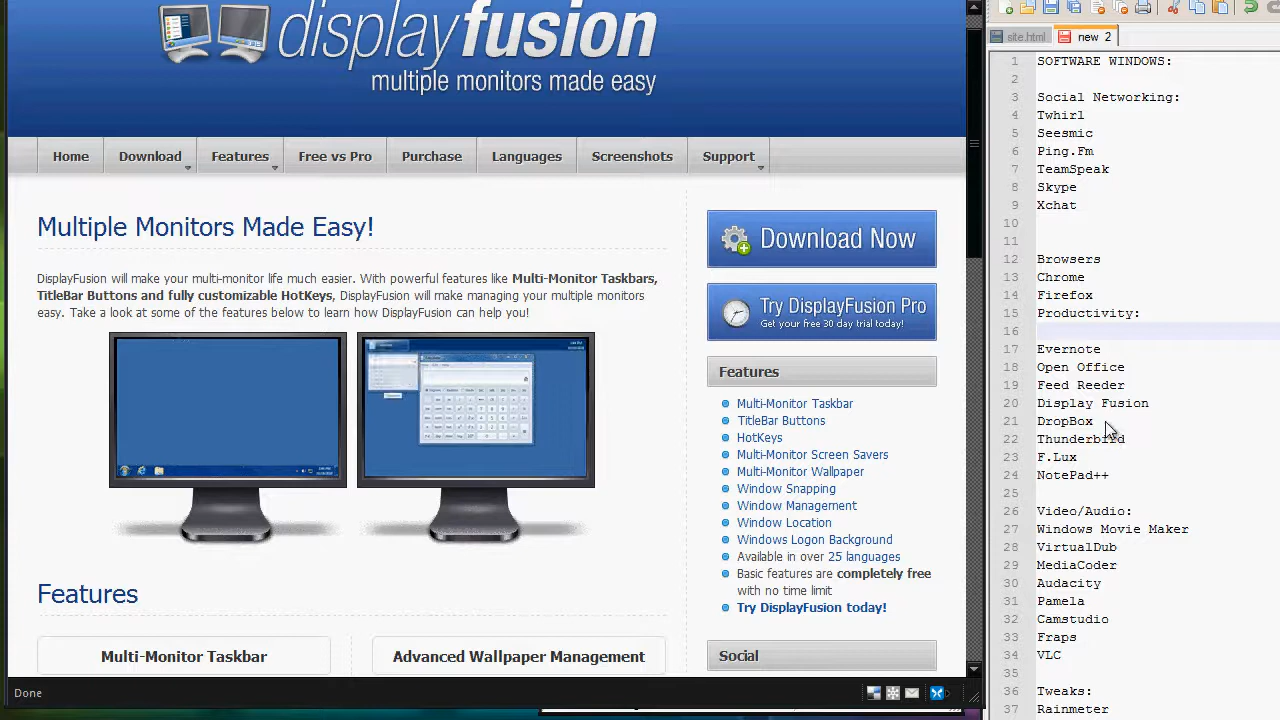 displayfusion
multiple monitors made easy
Home Download Features Free vs Pro Purchase Languages Screenshots Support
Multiple Monitors Made Easy!
DisplayFusion will make your multi-monitor life much easier. With powerful features like Multi-Monitor Taskbars,
TitleBar Buttons and fully customizable HotKeys, DisplayFusion will make managing your multiple monitors
easy. Take a look at some of the features below to learn how DisplayFusion can help you!
Features
Multi-Monitor Taskbar
Advanced Wallpaper Management
Download Now
Try DisplayFusion Pro
Get your free 30 day trial today!
Features
Multi-Monitor Taskbar
TitleBar Buttons
HotKeys
Multi-Monitor Screen Savers
Multi-Monitor Wallpaper
Window Snapping
Window Management
Window Location
Windows Logon Background
Available in over 25 languages
Basic features are completely free
with no time limit
Try DisplayFusion today!
Social
Done
site.html new 2
1 SOFTWARE WINDOWS:
2
3 Social Networking:
4 Twhirl
5 Seesmic
6 Ping.Fm
7 TeamSpeak
8 Skype
9 Xchat
10
11
12 Browsers
13 Chrome
14 Firefox
15 Productivity:
16
17 Evernote
18 Open Office
19 Feed Reeder
20 Display Fusion
21 DropBox
22 Thunderbird
23 F.Lux
24 NotePad++
25
26 Video/Audio:
27 Windows Movie Maker
28 VirtualDub
29 MediaCoder
30 Audacity
31 Pamela
32 Camstudio
33 Fraps
34 VLC
35
36 Tweaks:
37 Rainmeter